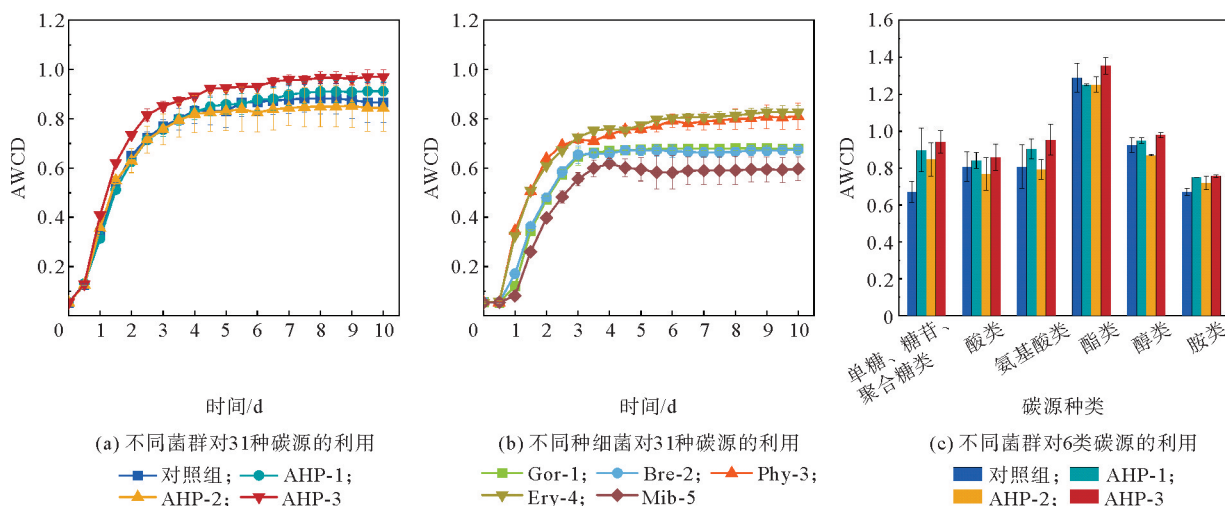 1.2
1.0
0.8
0.6
0.4
0.2
AWCD
0 1 2 3 4 5 6 7 8 9 10
时间/d
(a) 不同菌群对31种碳源的利用
对照组; AHP-1;
AHP-2; AHP-3
1.2
1.0
0.8
0.6
0.4
0.2
AWCD
0 1 2 3 4 5 6 7 8 9 10
时间/d
(b) 不同种细菌对31种碳源的利用
Gor-1; Bre-2; Phy-3;
Ery-4; Mib-5
1.6
1.4
1.2
1.0
0.8
0.6
0.4
0.2
0
AWCD
单糖、糖苷、
聚合糖类
酸类
氨基酸类
酯类
醇类
胺类
碳源种类
(c) 不同菌群对6类碳源的利用
对照组; AHP-1;
AHP-2; AHP-3